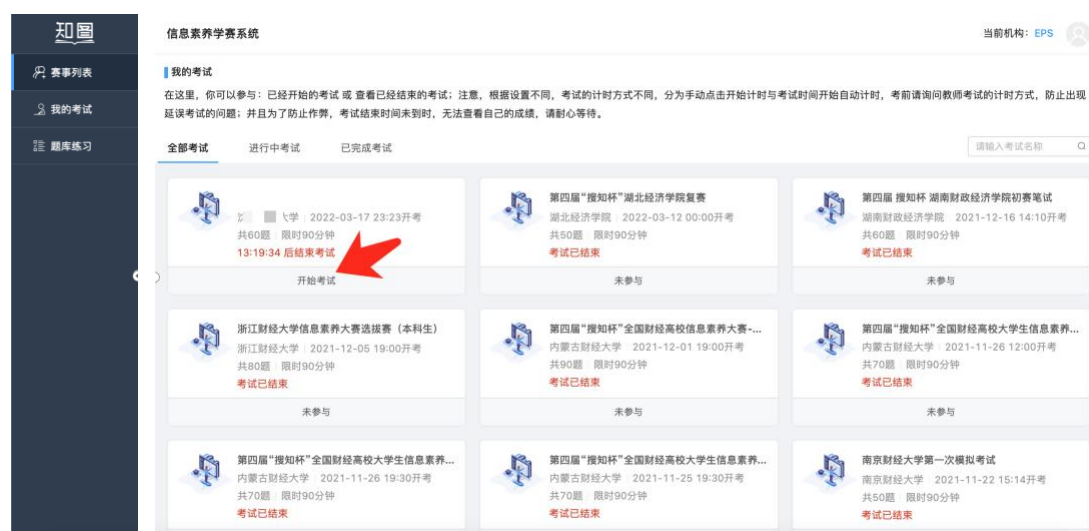 知圖
信息素养学赛系统
当前机构：EPS
赛事列表
我的考试
题库练习
我的考试
在这里，你可以参与：已经开始的考试 或 查看已经结束的考试；注意，根据设置不同，考试的计时方式不同，分为手动点击开始计时与考试时间开始自动计时，考前请询问教师考试的计时方式，防止出现
延误考试的问题；并且为了防止作弊，考试结束时间未到时，无法查看自己的成绩，请耐心等待。
全部考试
进行中考试
已完成考试
请输入考试名称
大学 2022-03-17 23:23开考
共60题 限时90分钟
13:19:34 后结束考试
开始考试
第四届“搜知杯”湖北经济学院复赛
湖北经济学院 2022-03-12 00:00开考
共50题 限时90分钟
考试已结束
未参与
第四届 搜知杯 湖南财政经济学院初赛笔试
湖南财政经济学院 2021-12-16 14:10开考
共60题 限时90分钟
考试已结束
未参与
浙江财经大学信息素养大赛选拔赛（本科生）
浙江财经大学 2021-12-05 19:00开考
共80题 限时90分钟
考试已结束
未参与
第四届“搜知杯”全国财经高校信息素养大赛-...
内蒙古财经大学 2021-12-01 19:00开考
共90题 限时90分钟
考试已结束
未参与
第四届“搜知杯”全国财经高校大学生信息素养...
内蒙古财经大学 2021-11-26 12:00开考
共70题 限时90分钟
考试已结束
未参与
第四届“搜知杯”全国财经高校大学生信息素养...
内蒙古财经大学 2021-11-26 19:30开考
共70题 限时90分钟
考试已结束
第四届“搜知杯”全国财经高校大学生信息素养...
内蒙古财经大学 2021-11-25 19:30开考
共70题 限时90分钟
考试已结束
南京财经大学第一次模拟考试
南京财经大学 2021-11-22 15:14开考
共50题 限时90分钟
考试已结束